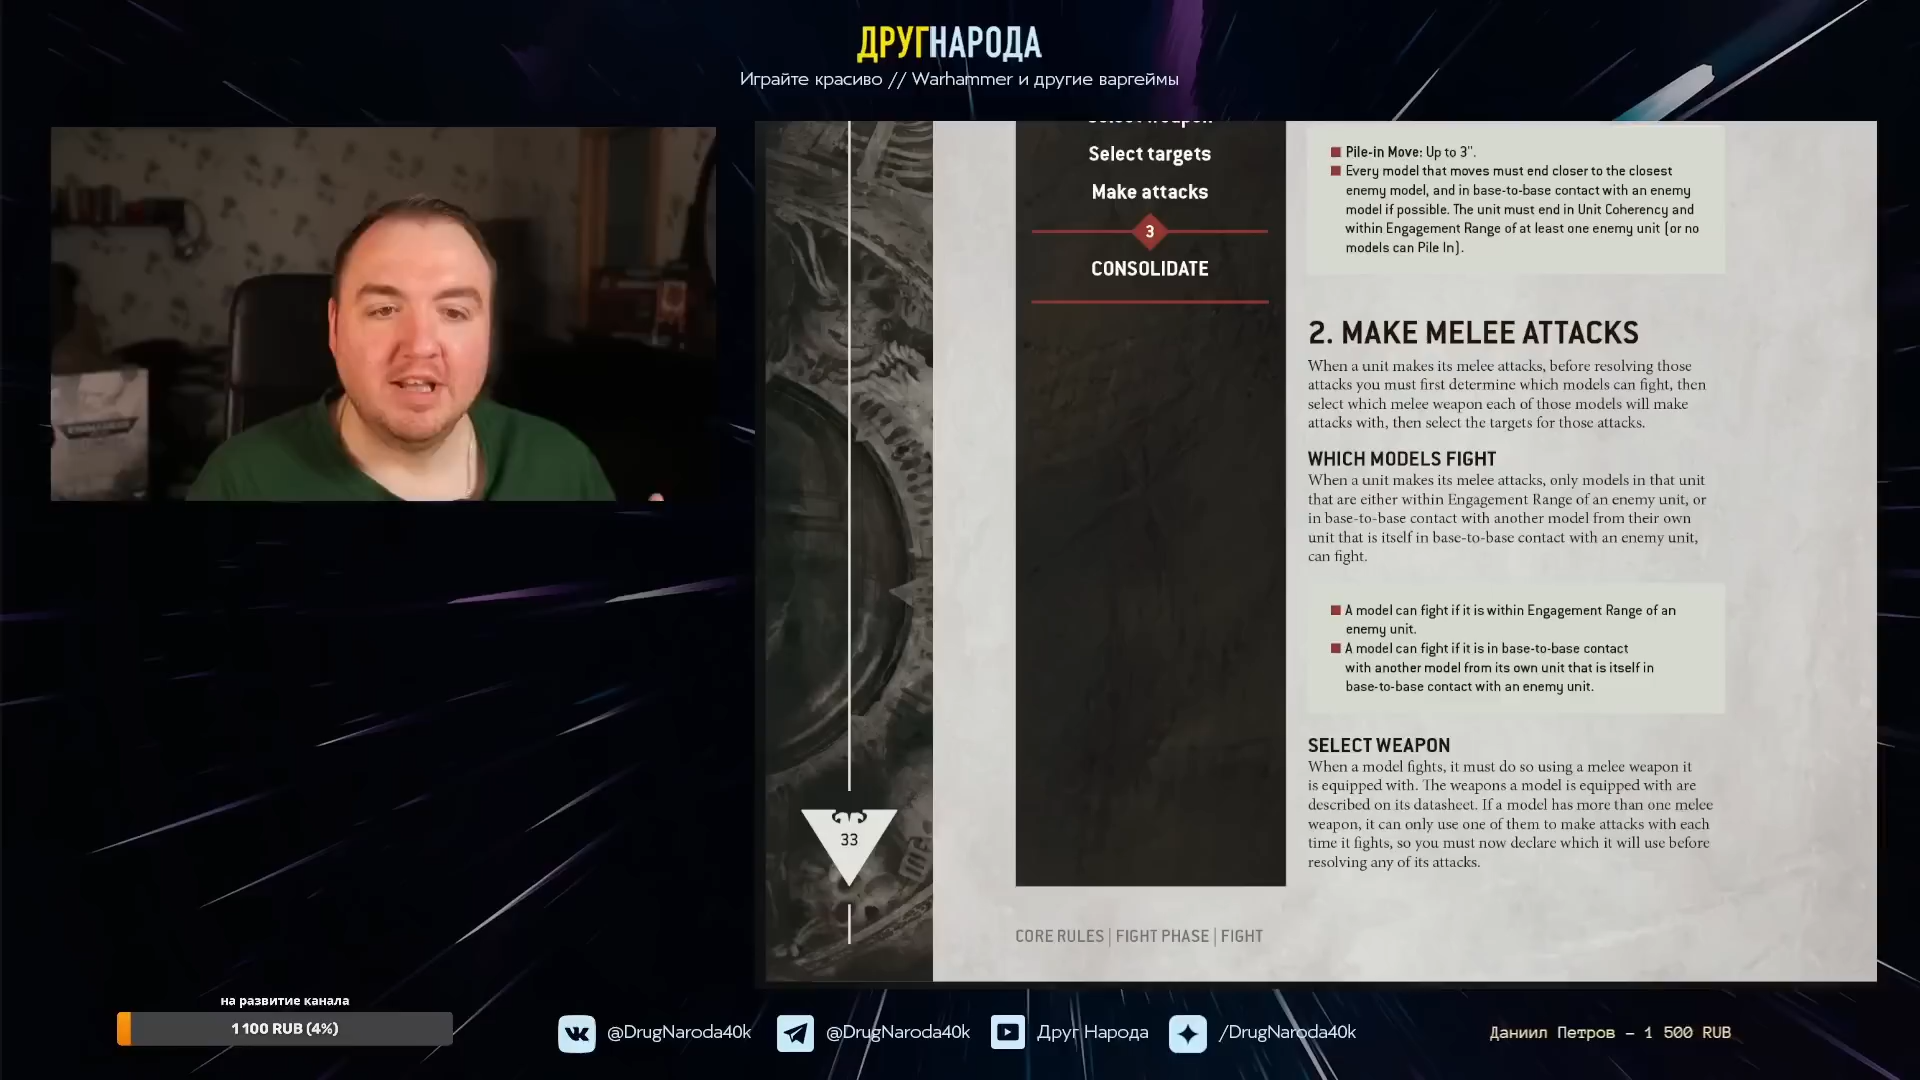 ДРУГНАРОДА
Играйте красиво // Warhammer и другие варгеймы
Select weapon
Select targets
Make attacks
3
CONSOLIDATE
33
Pile-in Move: Up to 3".
Every model that moves must end closer to the closest
enemy model, and in base-to-base contact with an enemy
model if possible. The unit must end in Unit Coherency and
within Engagement Range of at least one enemy unit (or no
models can Pile In).
2. MAKE MELEE ATTACKS
When a unit makes its melee attacks, before resolving those
attacks you must first determine which models can fight, then
select which melee weapon each of those models will make
attacks with, then select the targets for those attacks.
WHICH MODELS FIGHT
When a unit makes its melee attacks, only models in that unit
that are either within Engagement Range of an enemy unit, or
in base-to-base contact with another model from their own
unit that is itself in base-to-base contact with an enemy unit,
can fight.
A model can fight if it is within Engagement Range of an
enemy unit.
A model can fight if it is in base-to-base contact
with another model from its own unit that is itself in
base-to-base contact with an enemy unit.
SELECT WEAPON
When a model fights, it must do so using a melee weapon it
is equipped with. The weapons a model is equipped with are
described on its datasheet. If a model has more than one melee
weapon, it can only use one of them to make attacks with each
time it fights, so you must now declare which it will use before
resolving any of its attacks.
CORE RULES | FIGHT PHASE | FIGHT
на развитие канала
1 100 RUB (4%)
@DrugNaroda40k
@DrugNaroda40k
Друг Народа
/DrugNaroda40k
Даниил Петров - 1 500 RUB